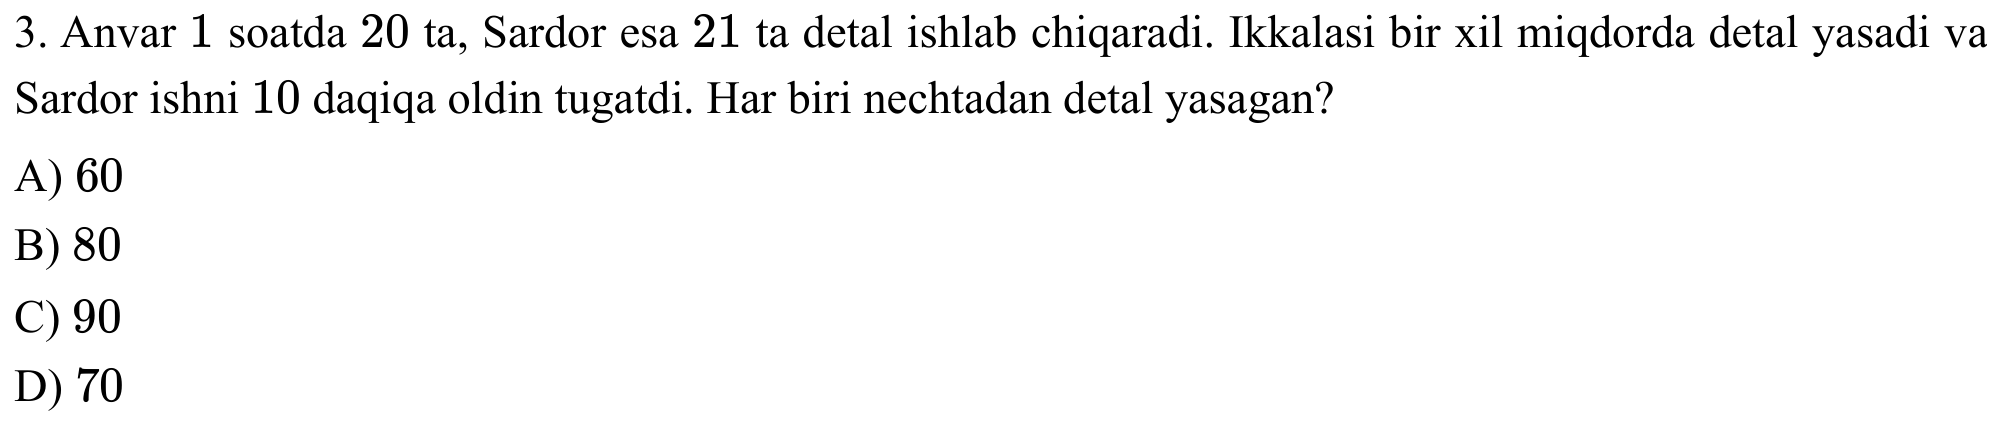 3. Anvar 1 soatda 20 ta, Sardor esa 21 ta detal ishlab chiqaradi. Ikkalasi bir xil miqdorda detal yasadi va
Sardor ishni 10 daqiqa oldin tugatdi. Har biri nechtadan detal yasagan?
A) 60
B) 80
C) 90
D) 70